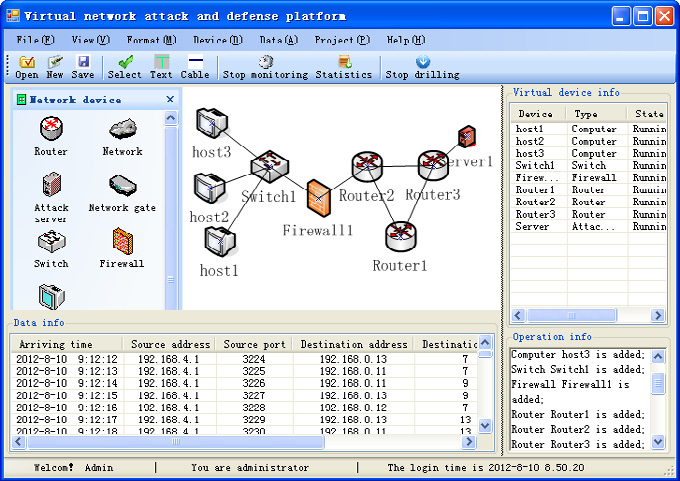 Virtual network attack and defense platform
File(F) View(V) Format(M) Device(D) Data(A) Project(P) Help(H)
Open New Save Select Text Cable Stop monitoring Statistics Stop drilling
Network device
Router Network
Attack server Network gate
Switch Firewall
host3
host2
host1
Switch1
Firewall1
Router2
Router3
Router1
erver1
Virtual device info
Device Type State
host1 Computer Runnin
host2 Computer Runnin
host3 Computer Runnin
Switch1 Switch Runnin
Firew... Firewall Runnin
Router1 Router Runnin
Router2 Router Runnin
Router3 Router Runnin
Server Attac... Runnin
Data info
Arriving time Source address Source port Destination address Destinatio
2012-8-10 9:12:12 192.168.4.1 3224 192.168.0.13 7
2012-8-10 9:12:13 192.168.4.1 3225 192.168.0.11 7
2012-8-10 9:12:14 192.168.4.1 3226 192.168.0.11 9
2012-8-10 9:12:15 192.168.4.1 3227 192.168.0.13 9
2012-8-10 9:12:16 192.168.4.1 3228 192.168.0.12 7
2012-8-10 9:12:17 192.168.4.1 3229 192.168.0.13 13
2012-8-10 9:12:18 192.168.4.1 3230 192.168.0.11 13
Operation info
Computer host3 is added;
Switch Switch1 is added;
Firewall Firewall1 is
added;
Router Router1 is added;
Router Router2 is added;
Router Router3 is added;
Welcom! Admin | You are administrator | The login time is 2012-8-10 8.50.20